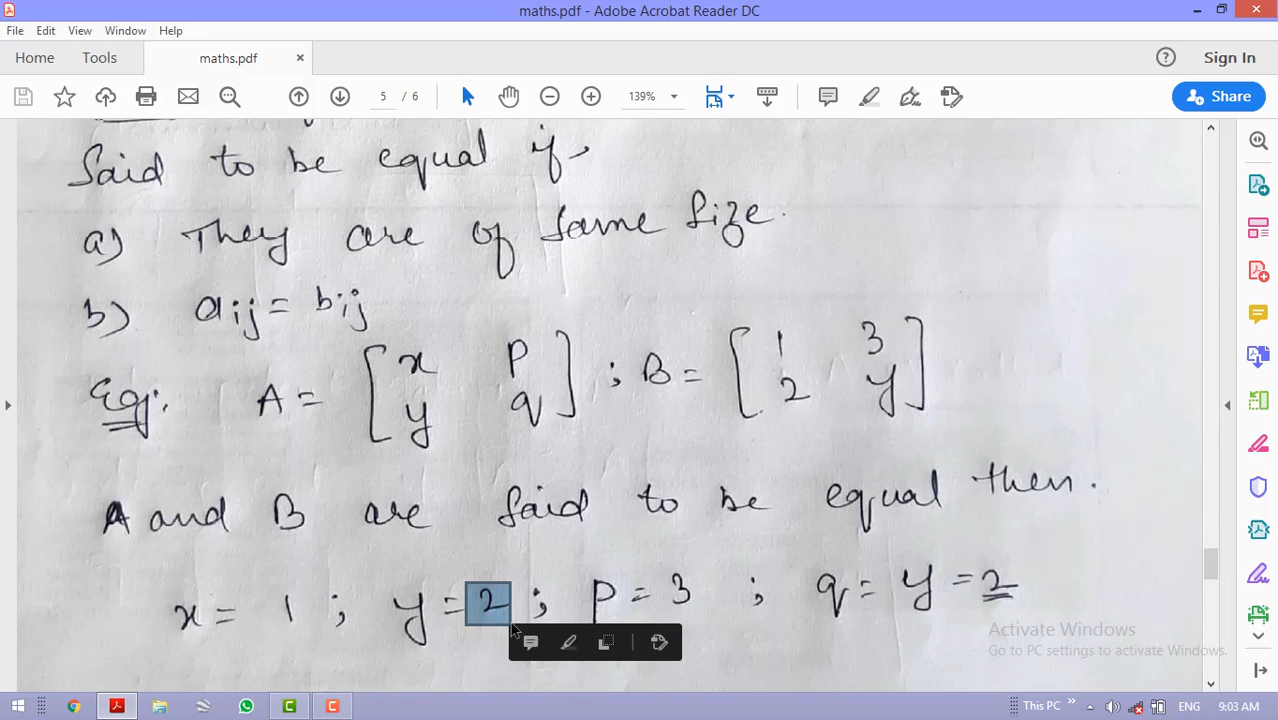 maths.pdf - Adobe Acrobat Reader DC
File Edit View Window Help
Home Tools maths.pdf × ? Sign In
5 / 6 139% Share
Said to be equal if,
a) They are of Same Size.
b) aij = bij
Eg: A = [x p ; B = [1 3
y q] 2 y]
A and B are Said to be equal then.
x = 1 ; y = 2 ; p = 3 ; q = y = 2
Activate Windows
Go to PC settings to activate Windows.
This PC » ENG 9:03 AM